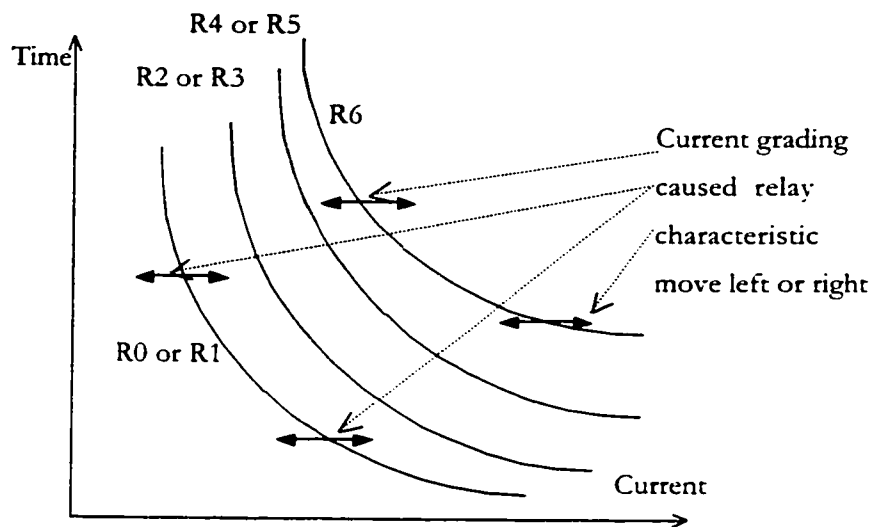 R4 or R5
Time
R2 or R3
R6
Current grading
caused relay
characteristic
move left or right
R0 or R1
Current